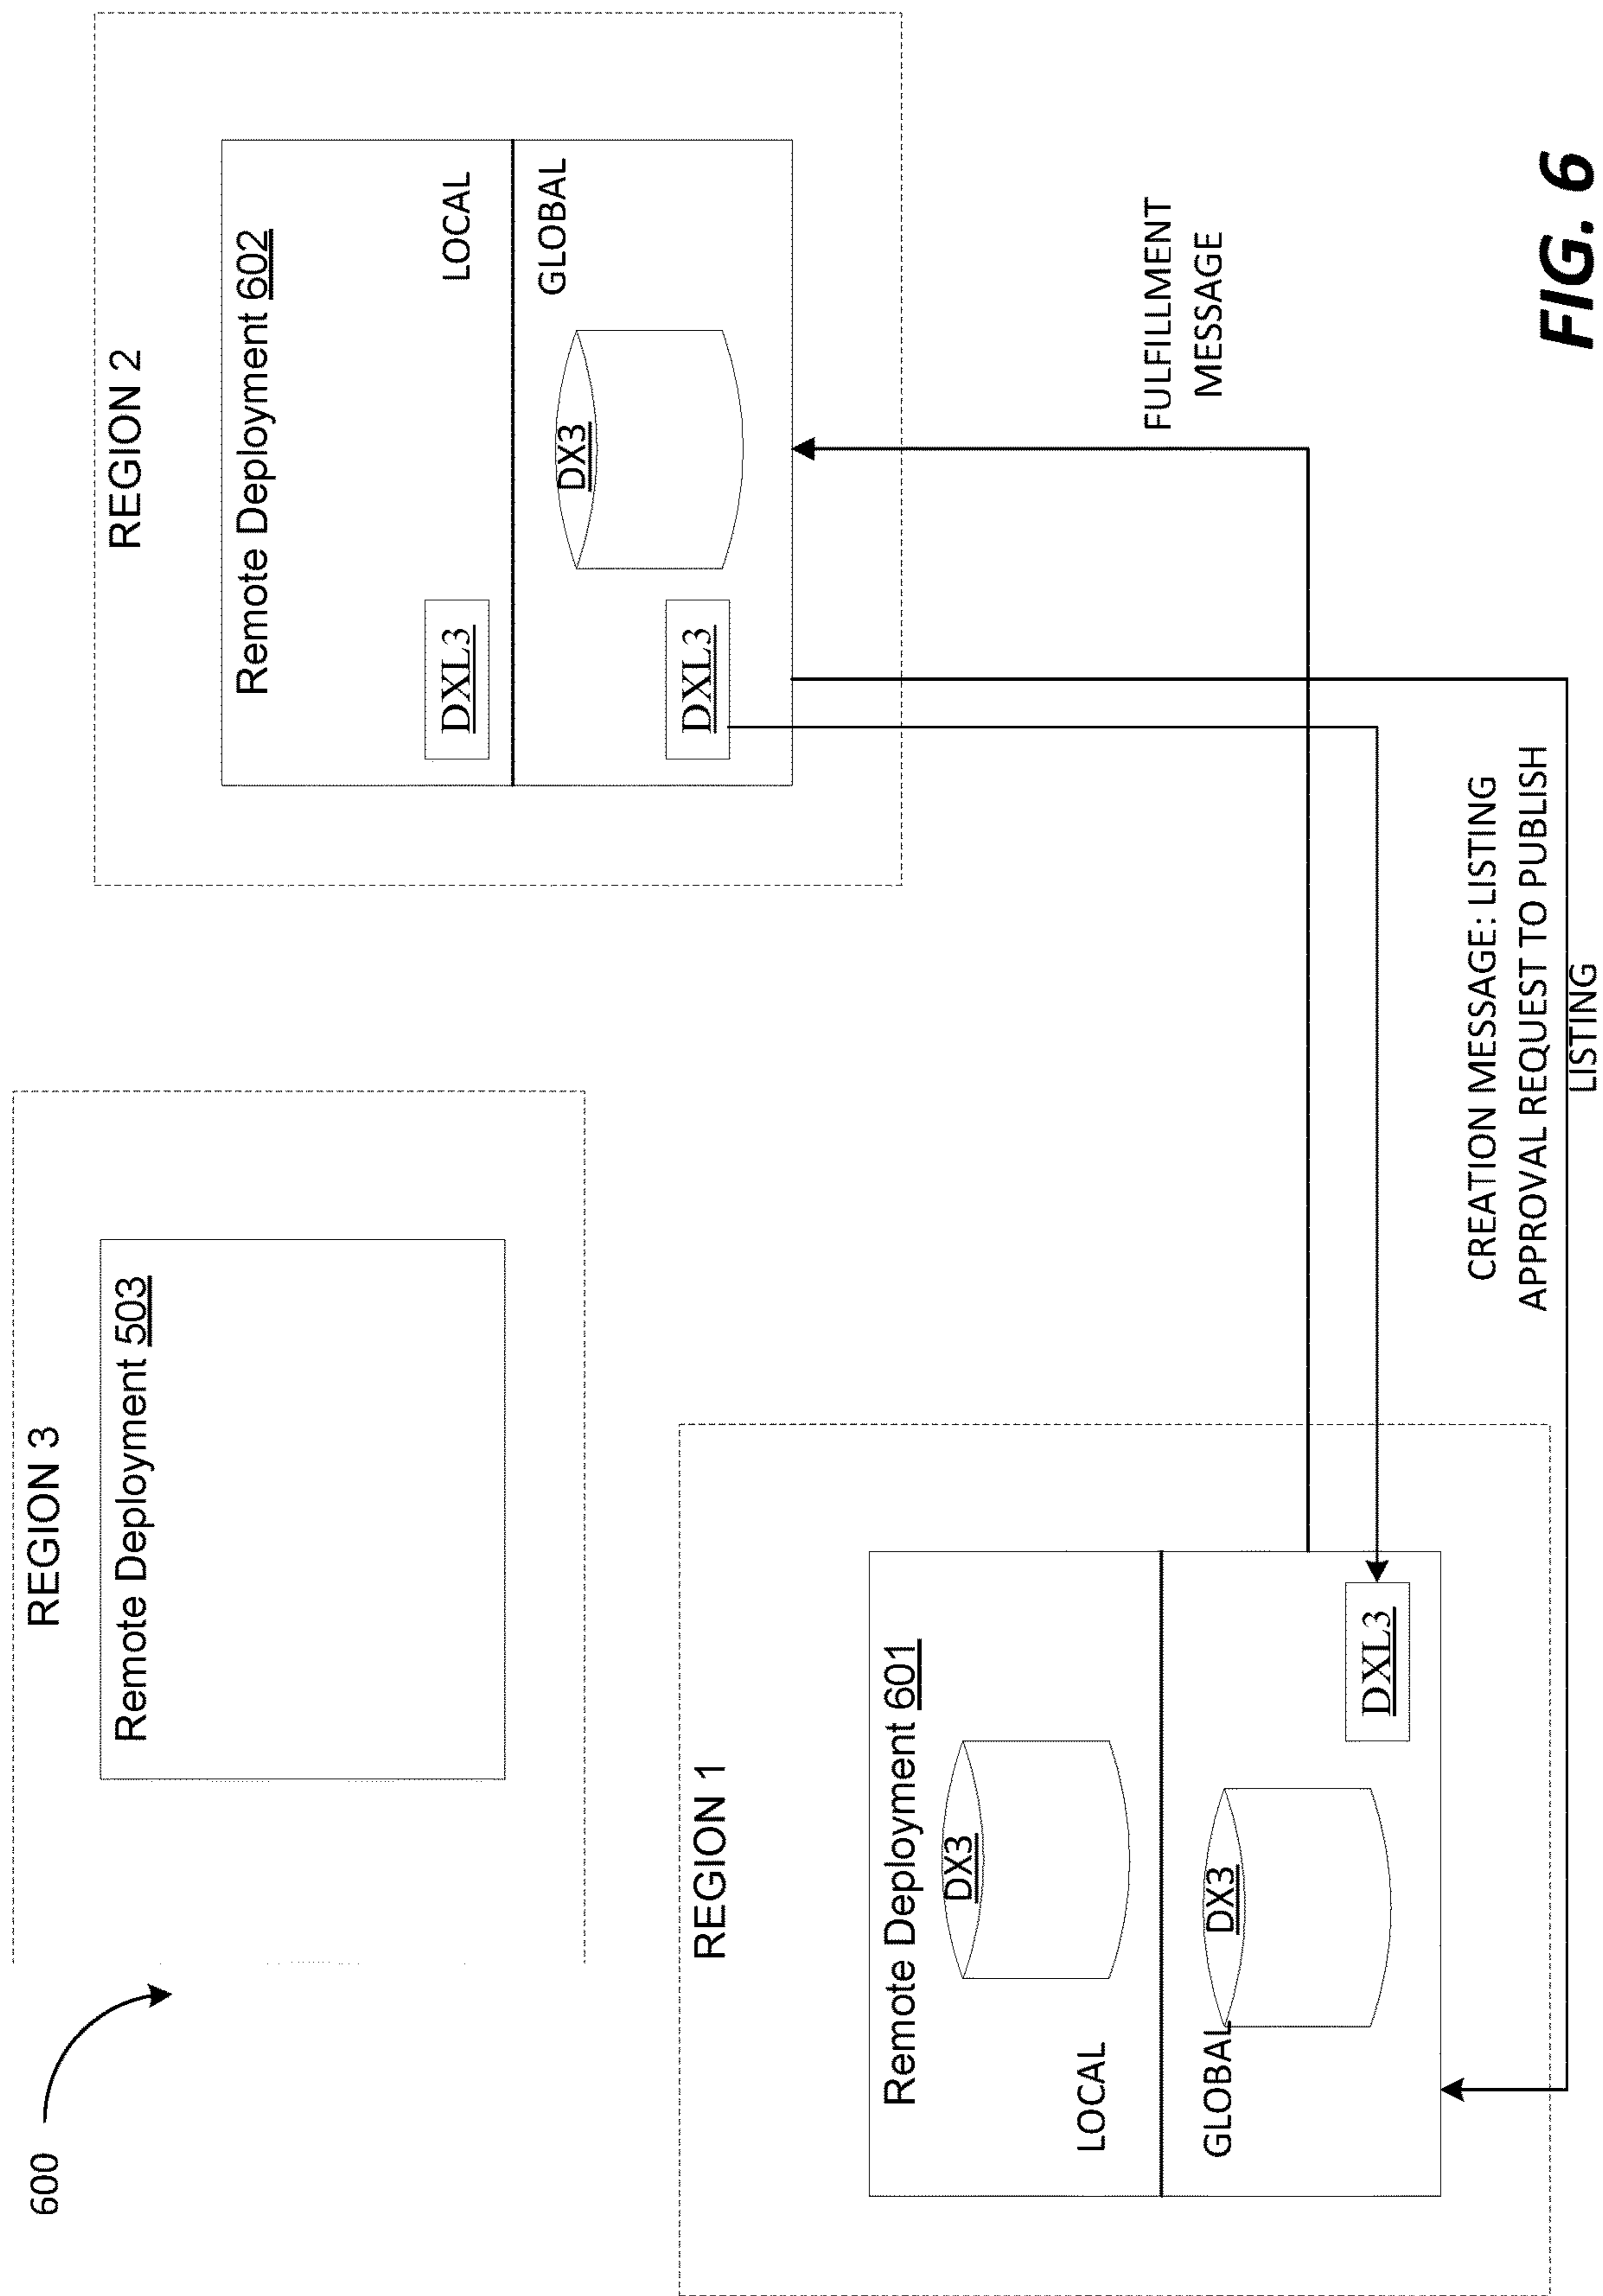 600
REGION 3
Remote Deployment 503
REGION 2
Remote Deployment 602
LOCAL
DXL3
GLOBAL
DX3
DXL3
REGION 1
Remote Deployment 601
DX3
LOCAL
GLOBAL
DX3
DXL3
FULFILLMENT
MESSAGE
CREATION MESSAGE: LISTING
APPROVAL REQUEST TO PUBLISH
LISTING
FIG. 6